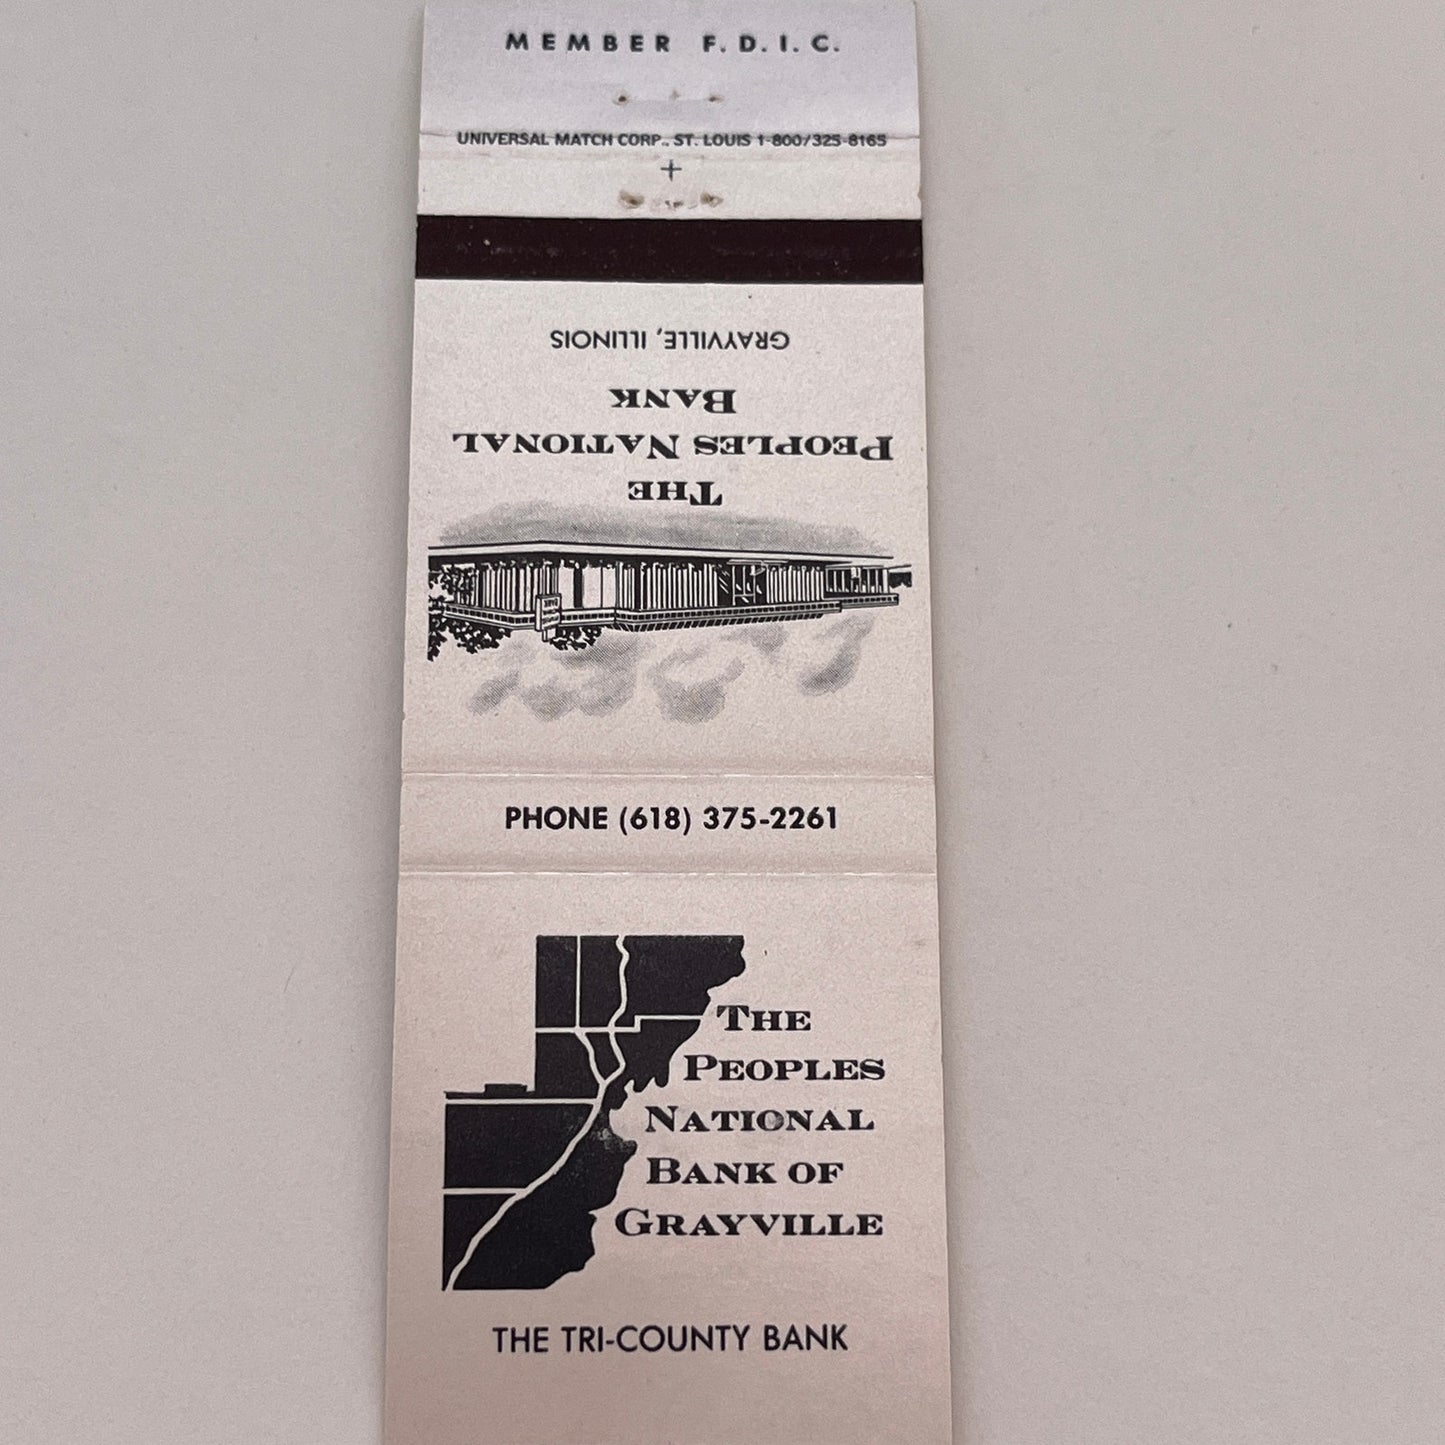 MEMBER F.D.I.C.
UNIVERSAL MATCH CORP., ST. LOUIS 1-800/325-8165
THE
PEOPLES NATIONAL
BANK
GRAYVILLE, ILLINOIS
PHONE (618) 375-2261
THE
PEOPLES
NATIONAL
BANK OF
GRAYVILLE
THE TRI-COUNTY BANK